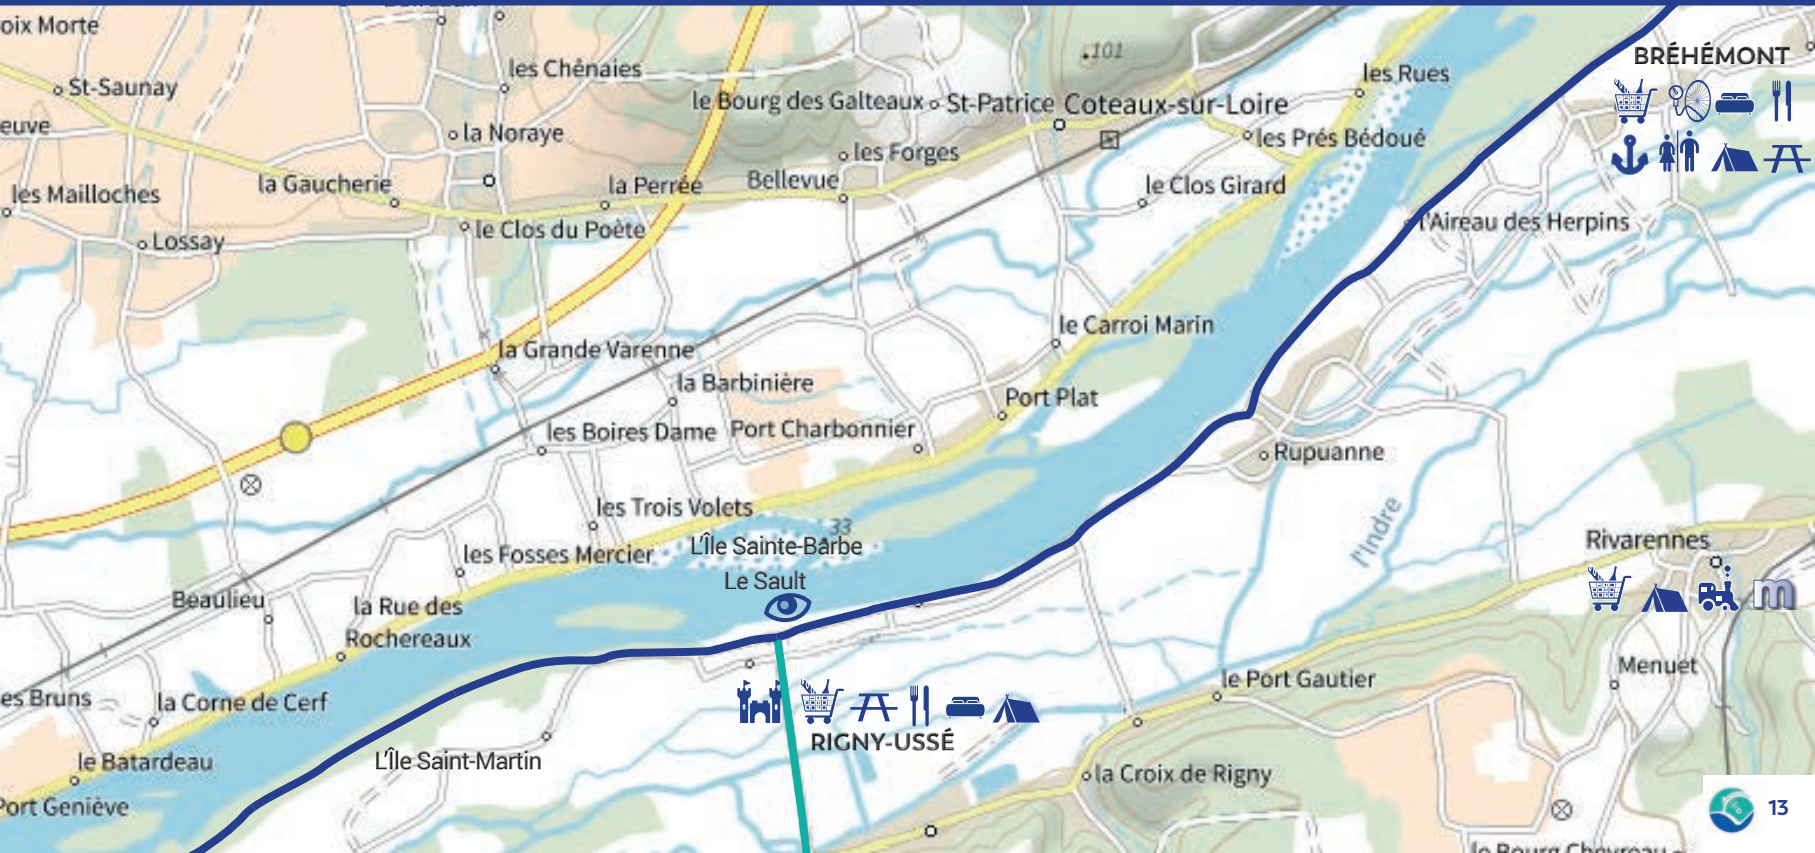 oix Morte
les Chênaies
101
BRÉHÉMONT
St-Saunay
les Rues
le Bourg des Galteaux
St-Patrice
Coteaux-sur-Loire
euve
la Noraye
les Forges
les Prés Bédoué
la Gaucherie
la Perrée
Bellevue
le Clos Girard
les Mailloches
Lossay
le Clos du Poète
l'Aireau des Herpins
la Grande Varenne
le Carroi Marin
la Barbinière
Port Plat
les Boires Dame
Port Charbonnier
Rupuanne
les Trois Volets
33
l'Indre
les Fosses Mercier
L'Île Sainte-Barbe
Rivarennes
Le Sault
m
Beaulieu
la Rue des
Rochereaux
Menuet
es Bruns
la Corne de Cerf
le Port Gautier
RIGNY-USSÉ
le Batardeau
L'Île Saint-Martin
la Croix de Rigny
Port Geniève
13
le Bourg Chevreau